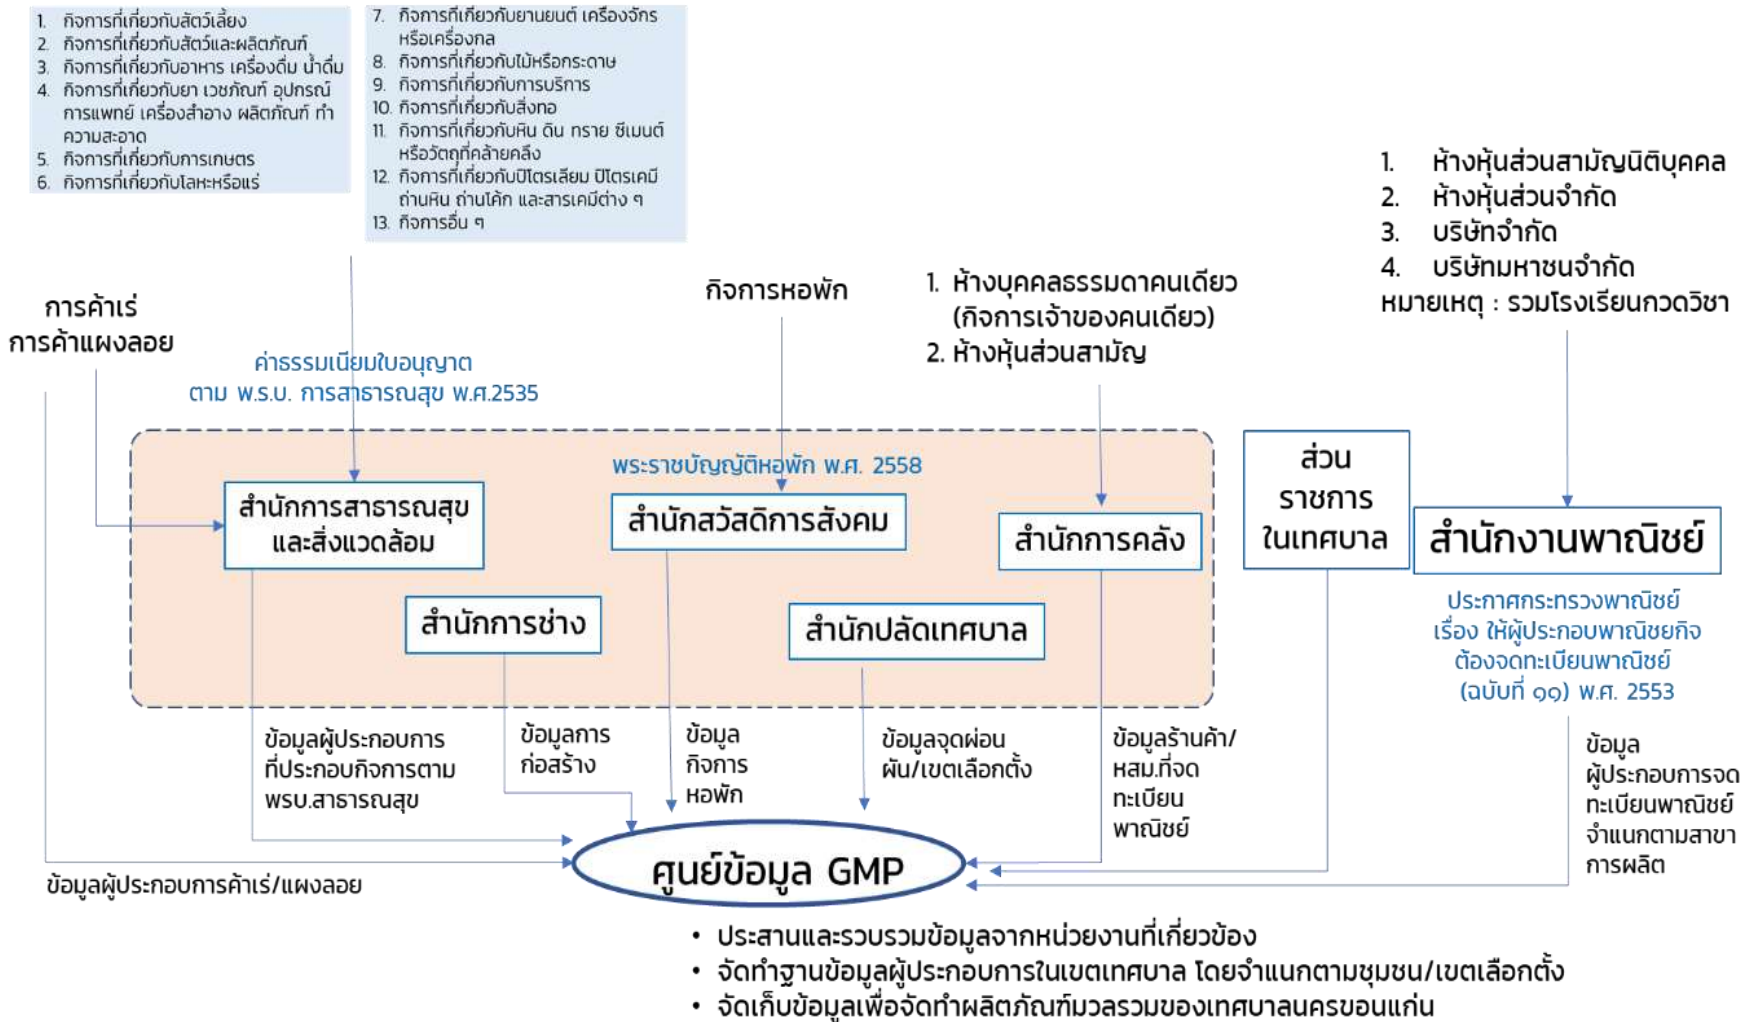 1. กิจการที่เกี่ยวกับสัตว์เลี้ยง
2. กิจการที่เกี่ยวกับสัตว์และผลิตภัณฑ์
3. กิจการที่เกี่ยวกับอาหาร เครื่องดื่ม น้ำดื่ม
4. กิจการที่เกี่ยวกับยา เวชภัณฑ์ อุปกรณ์
การแพทย์ เครื่องสำอาง ผลิตภัณฑ์ ทำ
ความสะอาด
5. กิจการที่เกี่ยวกับการเกษตร
6. กิจการที่เกี่ยวกับโลหะหรือแร่
7. กิจการที่เกี่ยวกับยานยนต์ เครื่องจักร
หรือเครื่องกล
8. กิจการที่เกี่ยวกับไม้หรือกระดาษ
9. กิจการที่เกี่ยวกับการบริการ
10. กิจการที่เกี่ยวกับสิ่งทอ
11. กิจการที่เกี่ยวกับหิน ดิน ทราย ซีเมนต์
หรือวัตถุที่คล้ายคลึง
12. กิจการที่เกี่ยวกับปิโตรเลียม ปิโตรเคมี
ถ่านหิน ถ่านโค้ก และสารเคมีต่าง ๆ
13. กิจการอื่น ๆ
1. ห้างหุ้นส่วนสามัญนิติบุคคล
2. ห้างหุ้นส่วนจำกัด
3. บริษัทจำกัด
4. บริษัทมหาชนจำกัด
หมายเหตุ : รวมโรงเรียนกวดวิชา
การค้าเร่
การค้าแผงลอย
กิจการหอพัก
1. ห้างบุคคลธรรมดาคนเดียว
(กิจการเจ้าของคนเดียว)
2. ห้างหุ้นส่วนสามัญ
ค่าธรรมเนียมใบอนุญาต
ตาม พ.ร.บ. การสาธารณสุข พ.ศ.2535
พระราชบัญญัติหอพัก พ.ศ. 2558
สำนักการสาธารณสุข
และสิ่งแวดล้อม
สำนักสวัสดิการสังคม
สำนักการคลัง
ส่วน
ราชการ
ในเทศบาล
สำนักงานพาณิชย์
สำนักการช่าง
สำนักปลัดเทศบาล
ประกาศกระทรวงพาณิชย์
เรื่อง ให้ผู้ประกอบพาณิชยกิจ
ต้องจดทะเบียนพาณิชย์
(ฉบับที่ ๑๑) พ.ศ. 2553
ข้อมูลผู้ประกอบการ
ที่ประกอบกิจการตาม
พรบ.สาธารณสุข
ข้อมูลการ
ก่อสร้าง
ข้อมูล
กิจการ
หอพัก
ข้อมูลจุดผ่อน
ผัน/เขตเลือกตั้ง
ข้อมูลร้านค้า/
หสม.ที่จด
ทะเบียน
พาณิชย์
ข้อมูล
ผู้ประกอบการจด
ทะเบียนพาณิชย์
จำแนกตามสาขา
การผลิต
ข้อมูลผู้ประกอบการค้าเร่/แผงลอย
ศูนย์ข้อมูล GMP
• ประสานและรวบรวมข้อมูลจากหน่วยงานที่เกี่ยวข้อง
• จัดทำฐานข้อมูลผู้ประกอบการในเขตเทศบาล โดยจำแนกตามชุมชน/เขตเลือกตั้ง
• จัดเก็บข้อมูลเพื่อจัดทำผลิตภัณฑ์มวลรวมของเทศบาลนครขอนแก่น